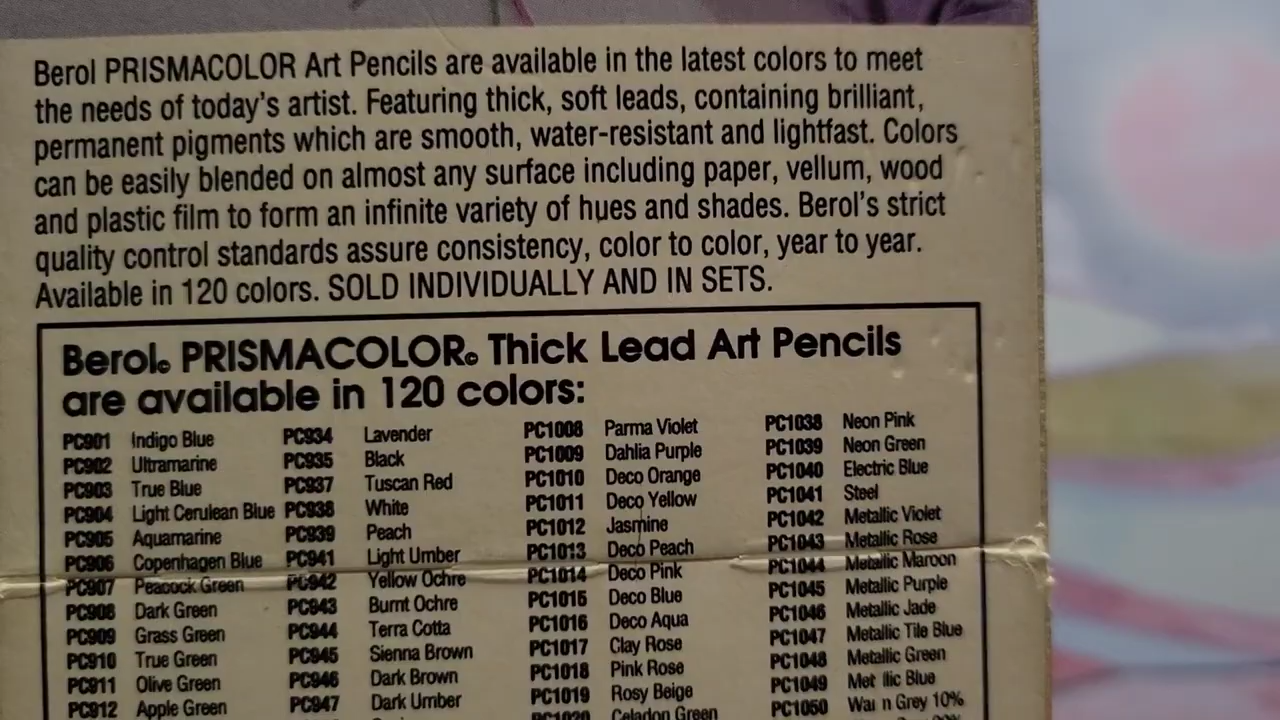 Berol PRISMACOLOR Art Pencils are available in the latest colors to meet
the needs of today's artist. Featuring thick, soft leads, containing brilliant,
permanent pigments which are smooth, water-resistant and lightfast. Colors
can be easily blended on almost any surface including paper, vellum, wood
and plastic film to form an infinite variety of hues and shades. Berol's strict
quality control standards assure consistency, color to color, year to year.
Available in 120 colors. SOLD INDIVIDUALLY AND IN SETS.
Berol® PRISMACOLOR® Thick Lead Art Pencils
are available in 120 colors:
PC901 Indigo Blue PC934 Lavender PC1008 Parma Violet PC1038 Neon Pink
PC902 Ultramarine PC935 Black PC1009 Dahlia Purple PC1039 Neon Green
PC903 True Blue PC937 Tuscan Red PC1010 Deco Orange PC1040 Electric Blue
PC904 Light Cerulean Blue PC938 White PC1011 Deco Yellow PC1041 Steel
PC905 Aquamarine PC939 Peach PC1012 Jasmine PC1042 Metallic Violet
PC906 Copenhagen Blue PC941 Light Umber PC1013 Deco Peach PC1043 Metallic Rose
PC907 Peacock Green PC942 Yellow Ochre PC1014 Deco Pink PC1044 Metallic Maroon
PC908 Dark Green PC943 Burnt Ochre PC1015 Deco Blue PC1045 Metallic Purple
PC909 Grass Green PC944 Terra Cotta PC1016 Deco Aqua PC1046 Metallic Jade
PC910 True Green PC945 Sienna Brown PC1017 Clay Rose PC1047 Metallic Tile Blue
PC911 Olive Green PC946 Dark Brown PC1018 Pink Rose PC1048 Metallic Green
PC912 Apple Green PC947 Dark Umber PC1019 Rosy Beige PC1049 Met llic Blue
PC1020 Celadon Green PC1050 Warm Grey 10%